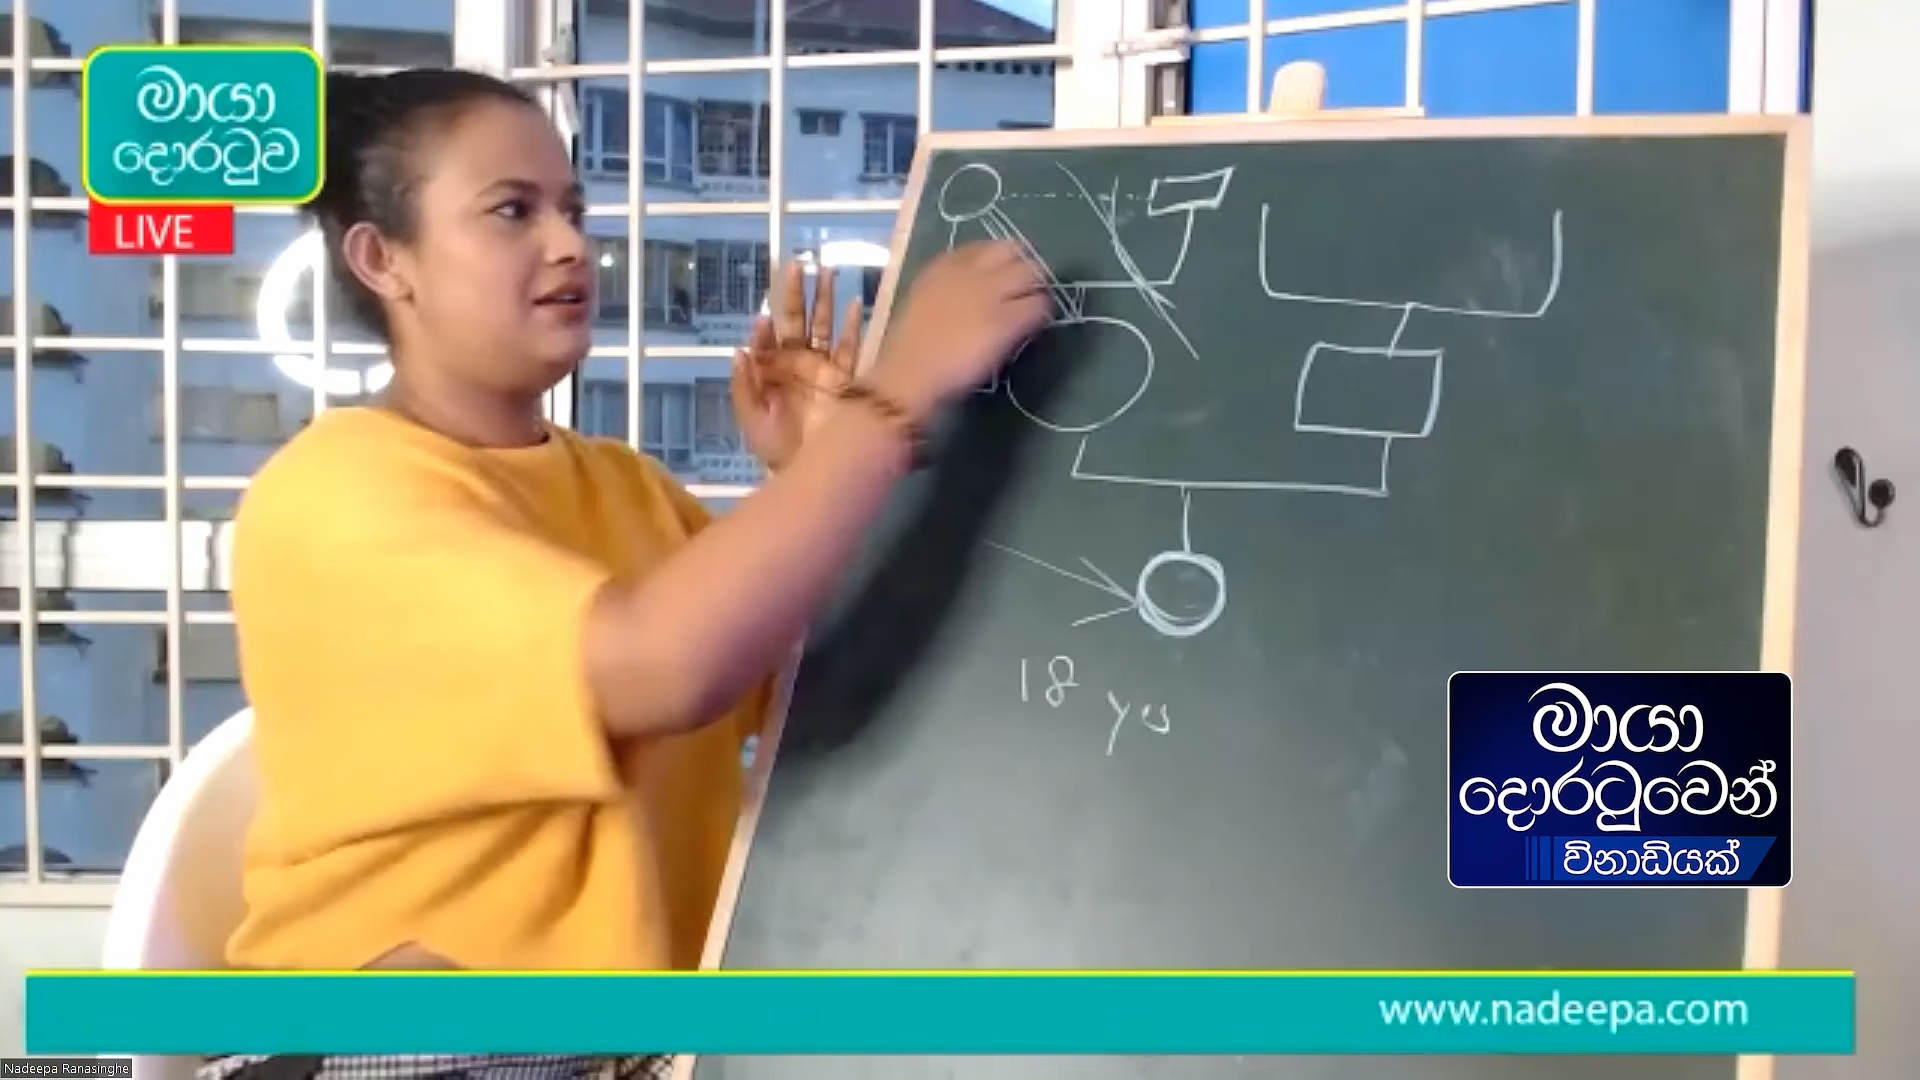 මායා
දොරටුව
LIVE
18 yo
මායා
දොරටුවෙන්
විනාඩියක්
www.nadeepa.com
Nadeepa Ranasinghe